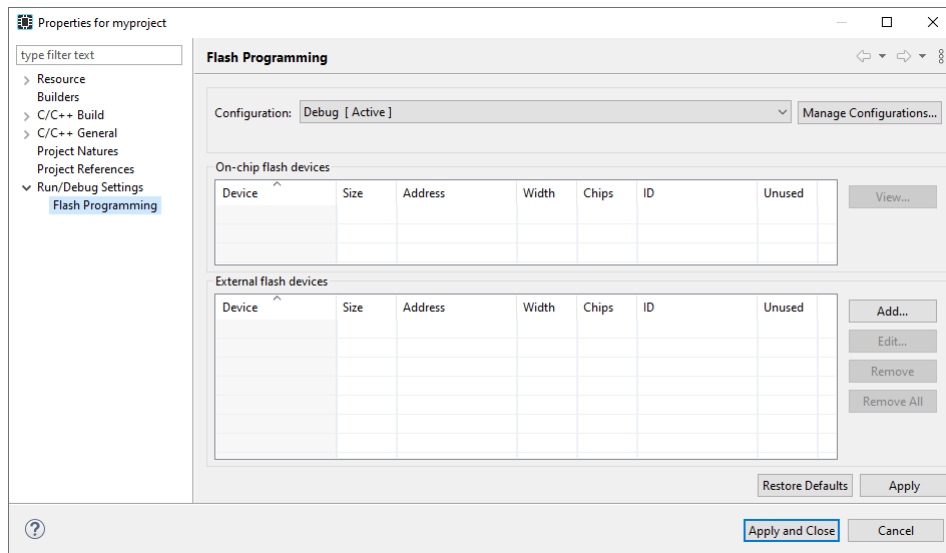 Properties for myproject
type filter text
Flash Programming
Resource
Builders
C/C++ Build
C/C++ General
Project Natures
Project References
Run/Debug Settings
Flash Programming
Configuration: Debug [ Active ] Manage Configurations...
On-chip flash devices
Device Size Address Width Chips ID Unused
View...
External flash devices
Device Size Address Width Chips ID Unused
Add...
Edit...
Remove
Remove All
Restore Defaults Apply
? Apply and Close Cancel